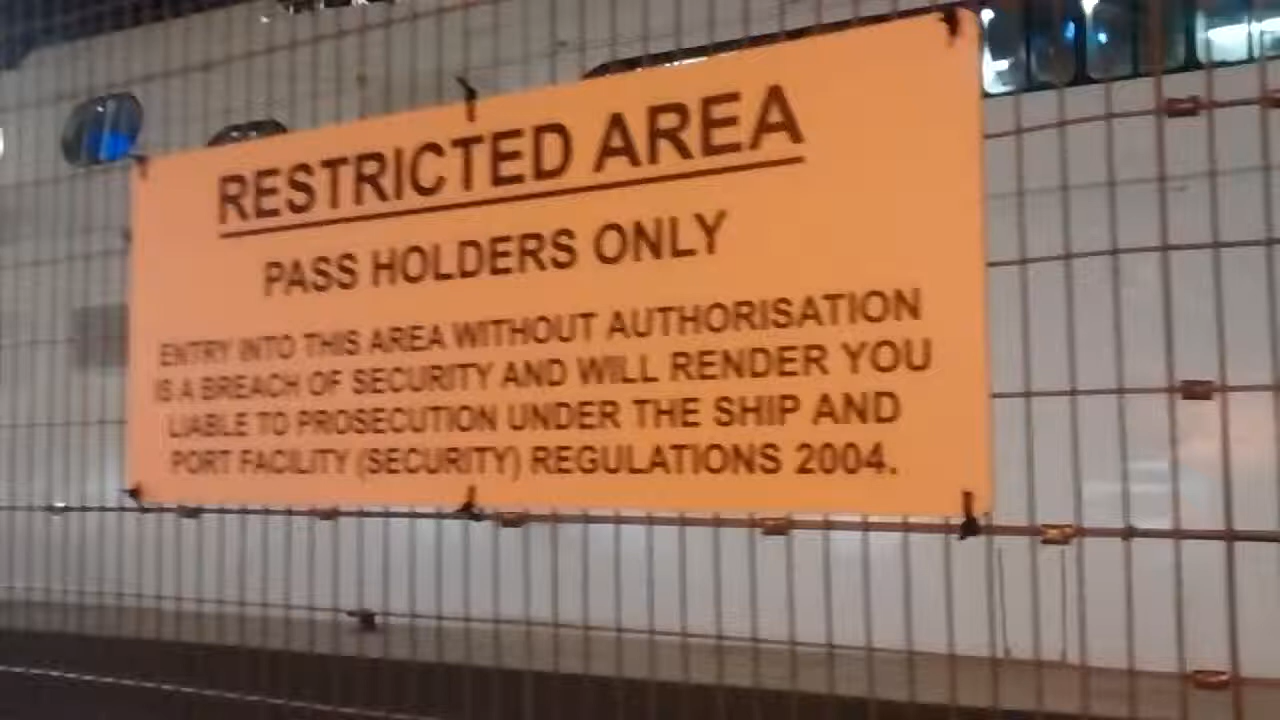 RESTRICTED AREA
PASS HOLDERS ONLY
ENTRY INTO THIS AREA WITHOUT AUTHORISATION
IS A BREACH OF SECURITY AND WILL RENDER YOU
LIABLE TO PROSECUTION UNDER THE SHIP AND
PORT FACILITY (SECURITY) REGULATIONS 2004.